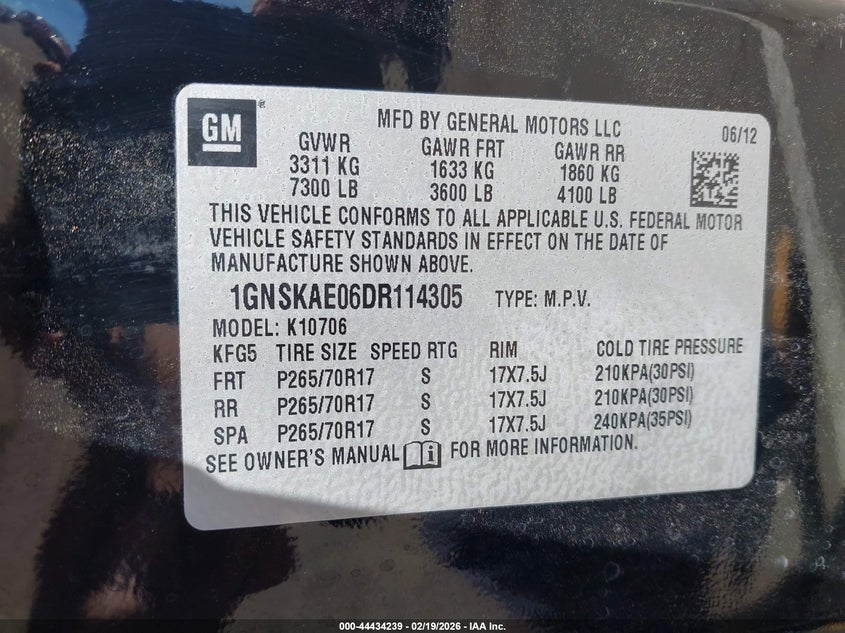 GM®
MFD BY GENERAL MOTORS LLC 06/12
GVWR GAWR FRT GAWR RR
3311 KG 1633 KG 1860 KG
7300 LB 3600 LB 4100 LB
THIS VEHICLE CONFORMS TO ALL APPLICABLE U.S. FEDERAL MOTOR
VEHICLE SAFETY STANDARDS IN EFFECT ON THE DATE OF
MANUFACTURE SHOWN ABOVE.
1GNSKAE06DR114305 TYPE: M.P.V.
MODEL: K10706
KFG5 TIRE SIZE SPEED RTG RIM COLD TIRE PRESSURE
FRT P265/70R17 S 17X7.5J 210KPA(30PSI)
RR P265/70R17 S 17X7.5J 210KPA(30PSI)
SPA P265/70R17 S 17X7.5J 240KPA(35PSI)
SEE OWNER'S MANUAL FOR MORE INFORMATION.
000-44434239 - 02/19/2026 - IAA Inc.